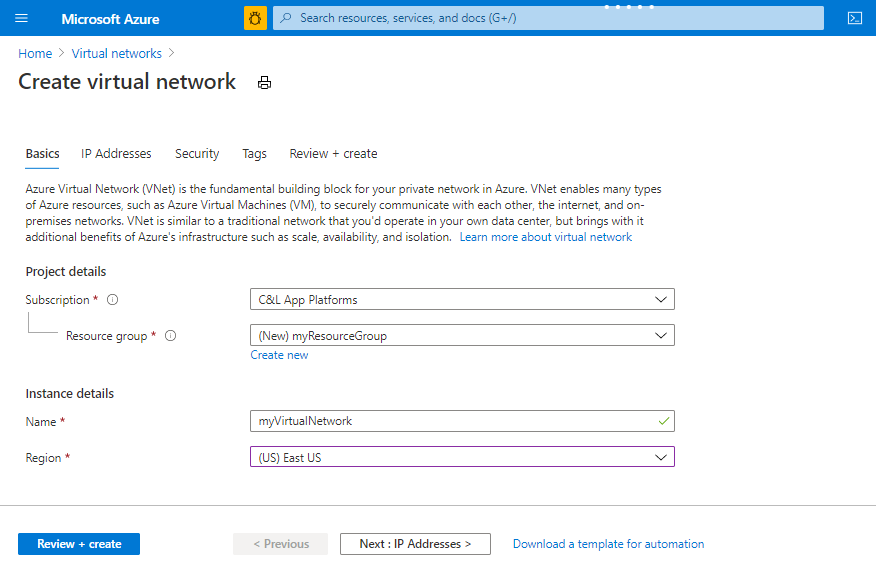 Microsoft Azure
Search resources, services, and docs (G+/)
Home > Virtual networks >
Create virtual network
Basics IP Addresses Security Tags Review + create
Azure Virtual Network (VNet) is the fundamental building block for your private network in Azure. VNet enables many types
of Azure resources, such as Azure Virtual Machines (VM), to securely communicate with each other, the internet, and on-
premises networks. VNet is similar to a traditional network that you'd operate in your own data center, but brings with it
additional benefits of Azure's infrastructure such as scale, availability, and isolation. Learn more about virtual network
Project details
Subscription * C&L App Platforms
Resource group * (New) myResourceGroup
Create new
Instance details
Name * myVirtualNetwork
Region * (US) East US
Review + create < Previous Next : IP Addresses > Download a template for automation